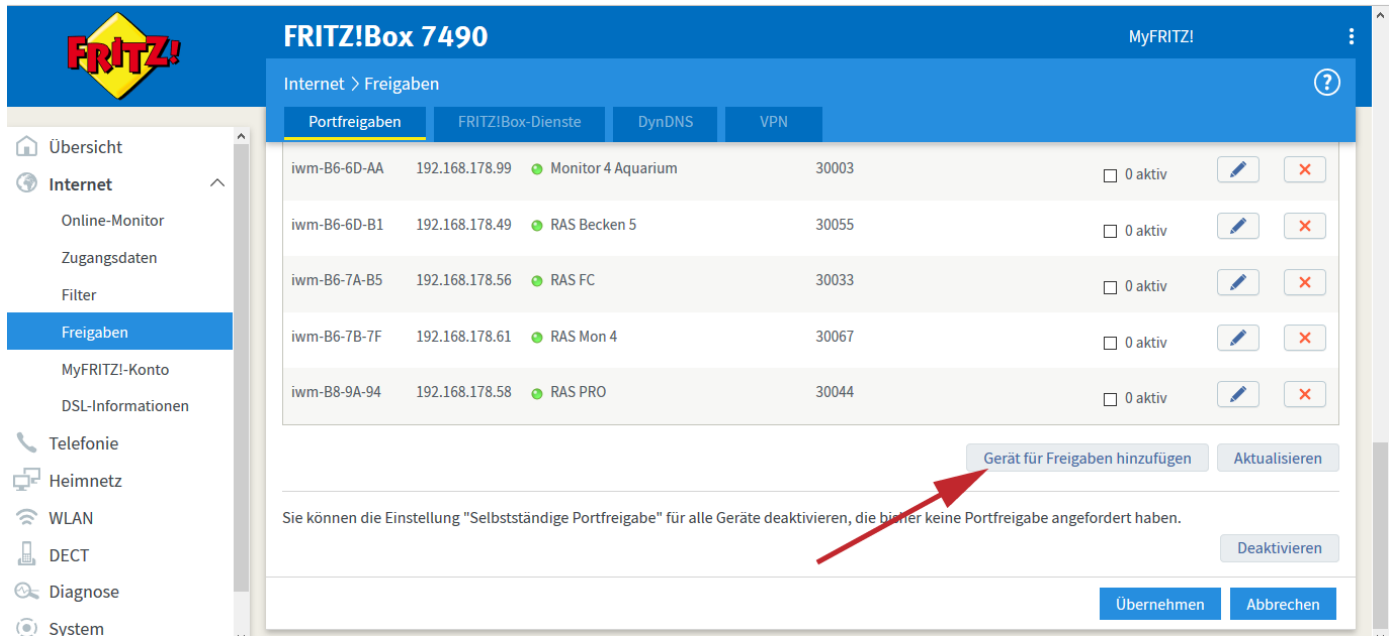 FRITZ!
FRITZ!Box 7490
MyFRITZ!
Internet > Freigaben
?
Portfreigaben FRITZ!Box-Dienste DynDNS VPN
Übersicht
Internet
Online-Monitor
Zugangsdaten
Filter
Freigaben
MyFRITZ!-Konto
DSL-Informationen
Telefonie
Heimnetz
WLAN
DECT
Diagnose
System
iwm-B6-6D-AA 192.168.178.99 Monitor 4 Aquarium 30003 0 aktiv
iwm-B6-6D-B1 192.168.178.49 RAS Becken 5 30055 0 aktiv
iwm-B6-7A-B5 192.168.178.56 RAS FC 30033 0 aktiv
iwm-B6-7B-7F 192.168.178.61 RAS Mon 4 30067 0 aktiv
iwm-B8-9A-94 192.168.178.58 RAS PRO 30044 0 aktiv
Gerät für Freigaben hinzufügen Aktualisieren
Sie können die Einstellung "Selbstständige Portfreigabe" für alle Geräte deaktivieren, die bisher keine Portfreigabe angefordert haben.
Deaktivieren
Übernehmen Abbrechen